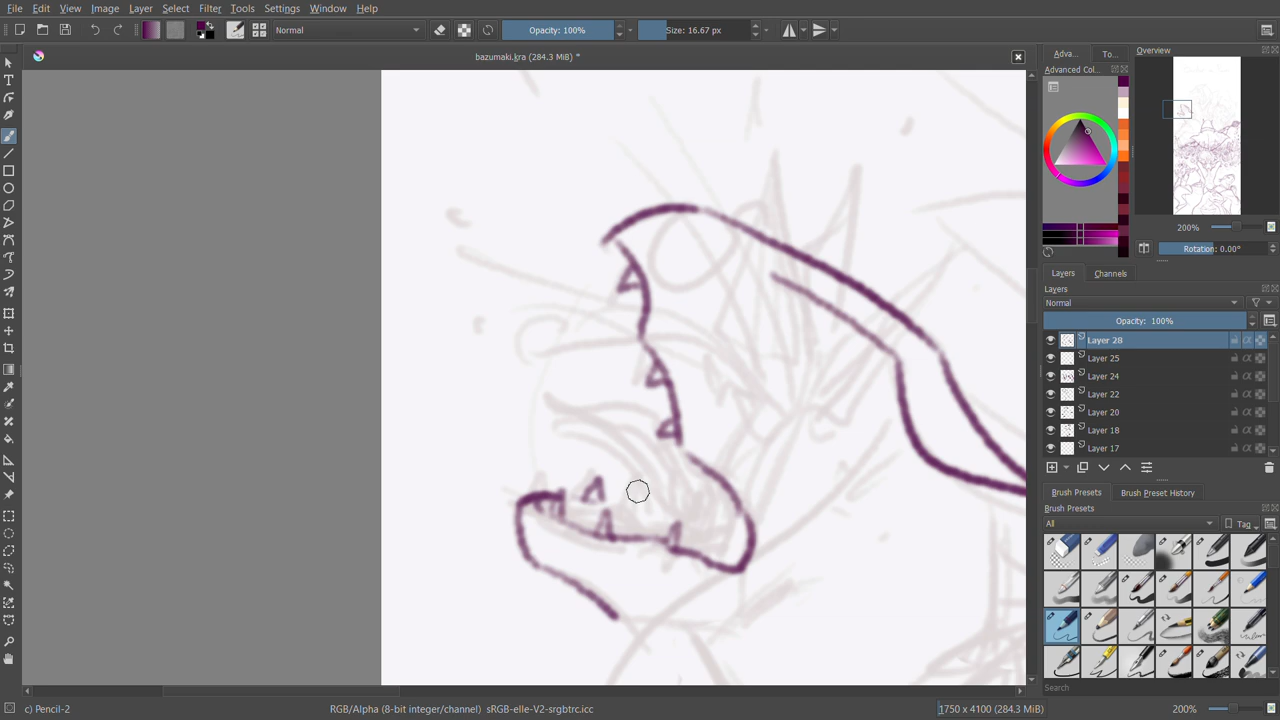 File Edit View Image Layer Select Filter Tools Settings Window Help
Normal
Opacity: 100%
Size: 16.67 px
bazumaki.kra (284.3 MiB) *
Adva...
To...
Overview
Advanced Col...
200%
Rotation: 0.00°
Layers
Channels
Layers
Normal
Opacity: 100%
Layer 28
Layer 25
Layer 24
Layer 22
Layer 20
Layer 18
Layer 17
Brush Presets
Brush Preset History
Brush Presets
All
Tag
Search
RGB/Alpha (8-bit integer/channel) sRGB-elle-V2-srgbtrc.icc
1750 x 4100 (284.3 MiB)
200%